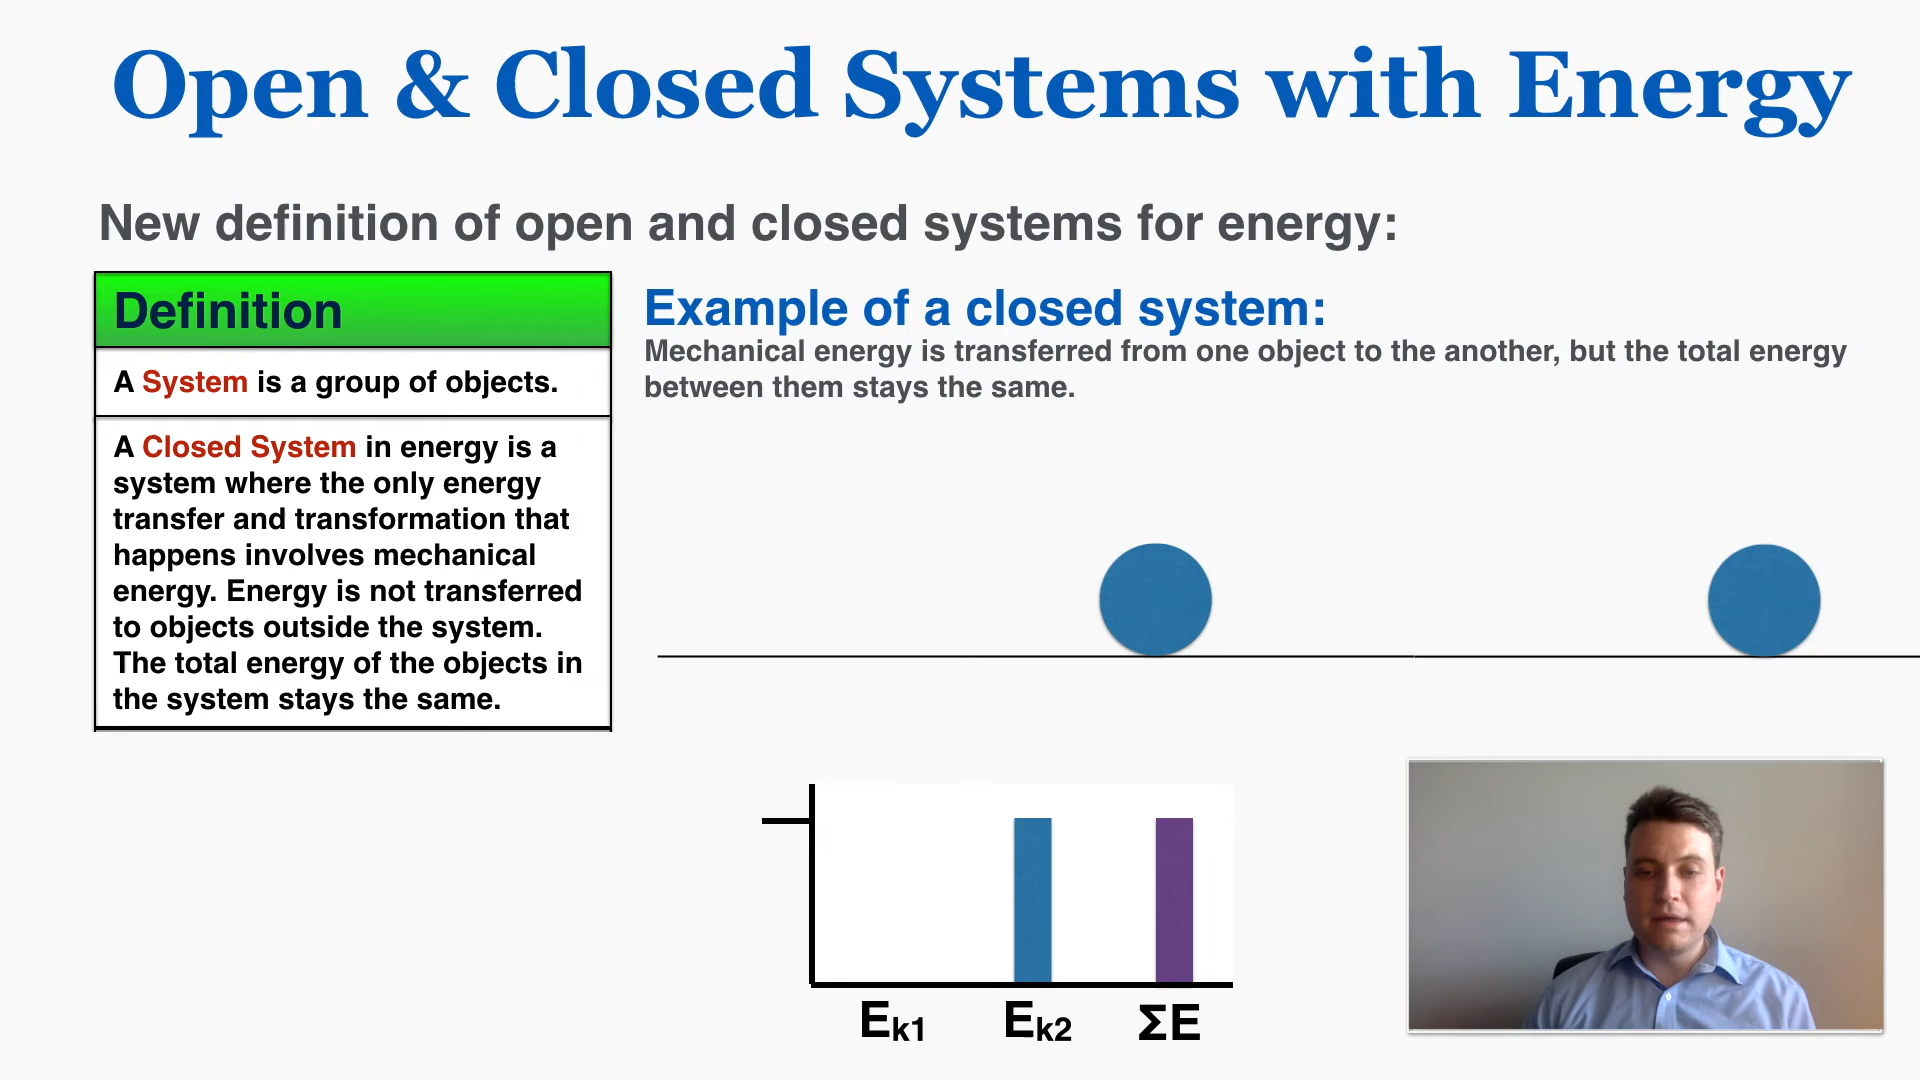 Open & Closed Systems with Energy
New definition of open and closed systems for energy:
Definition
A System is a group of objects.
A Closed System in energy is a
system where the only energy
transfer and transformation that
happens involves mechanical
energy. Energy is not transferred
to objects outside the system.
The total energy of the objects in
the system stays the same.
Example of a closed system:
Mechanical energy is transferred from one object to the another, but the total energy
between them stays the same.
Ek1 Ek2 ΣE